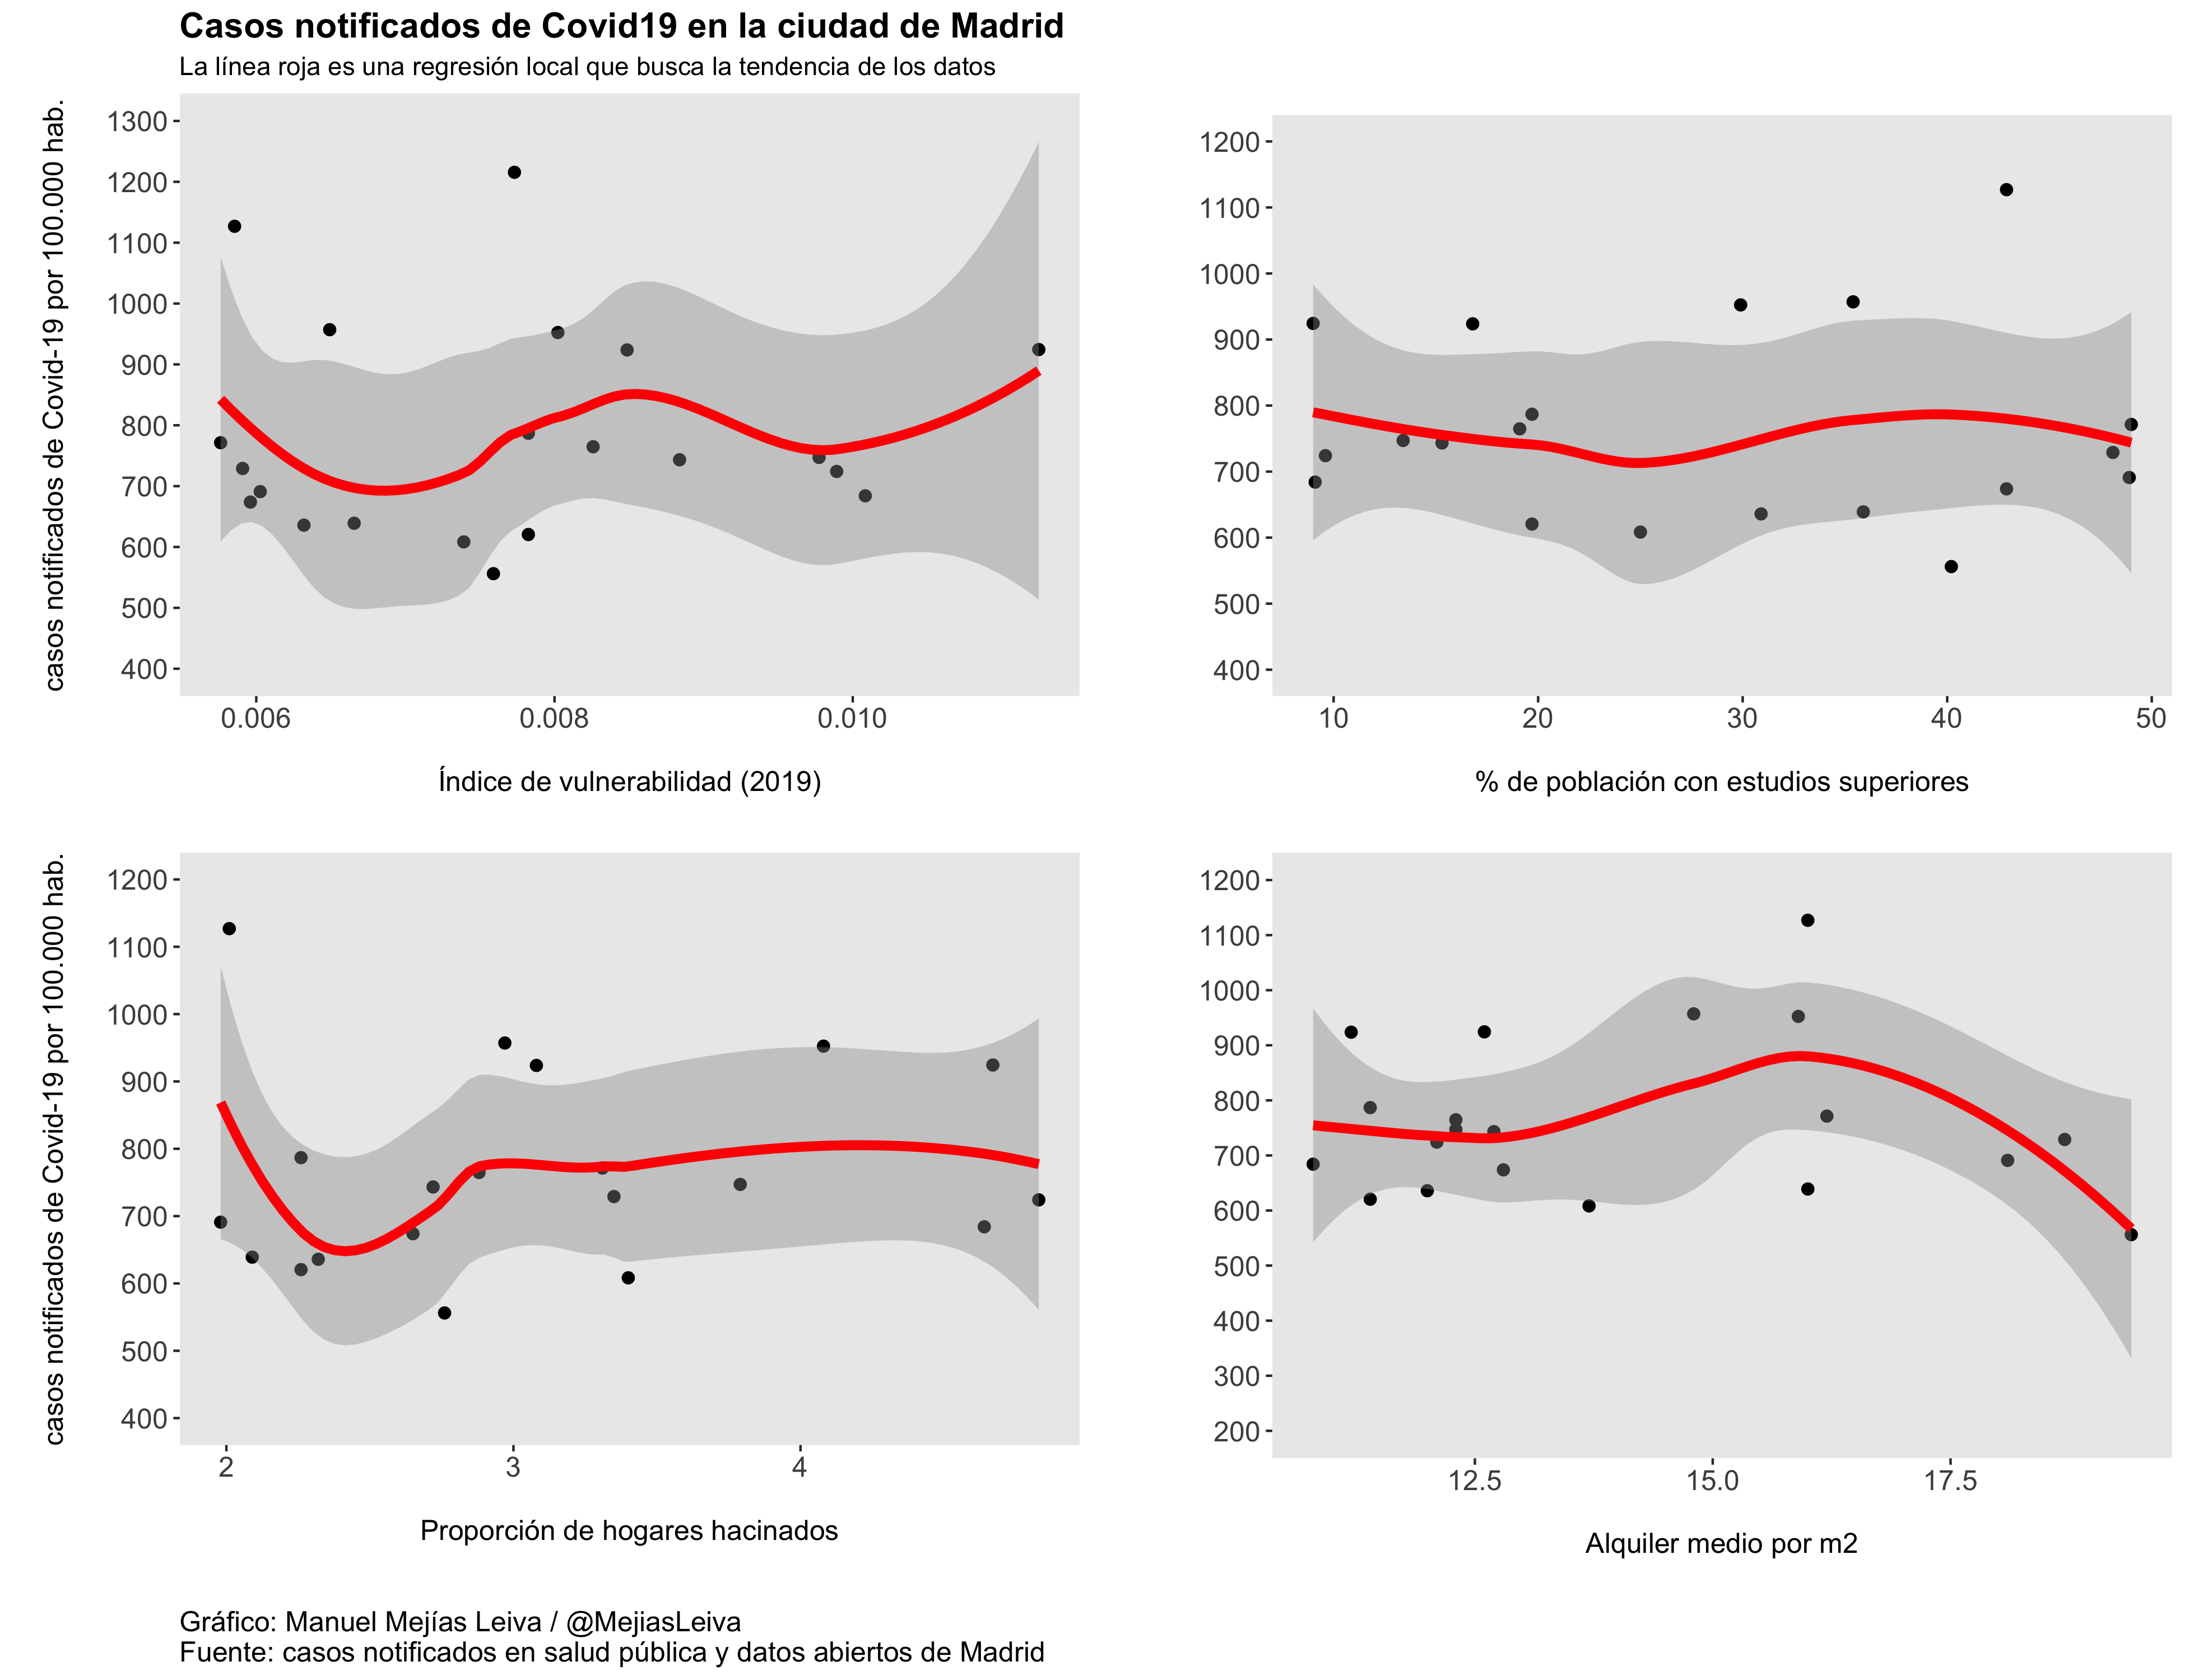 Casos notificados de Covid19 en la ciudad de Madrid
La línea roja es una regresión local que busca la tendencia de los datos
casos notificados de Covid-19 por 100.000 hab.
1300
1200
1100
1000
900
800
700
600
500
400
0.006 0.008 0.010
Índice de vulnerabilidad (2019)
1200
1100
1000
900
800
700
600
500
400
10 20 30 40 50
% de población con estudios superiores
casos notificados de Covid-19 por 100.000 hab.
1200
1100
1000
900
800
700
600
500
400
2 3 4
Proporción de hogares hacinados
1200
1100
1000
900
800
700
600
500
400
300
200
12.5 15.0 17.5
Alquiler medio por m2
Gráfico: Manuel Mejías Leiva / @MejiasLeiva
Fuente: casos notificados en salud pública y datos abiertos de Madrid